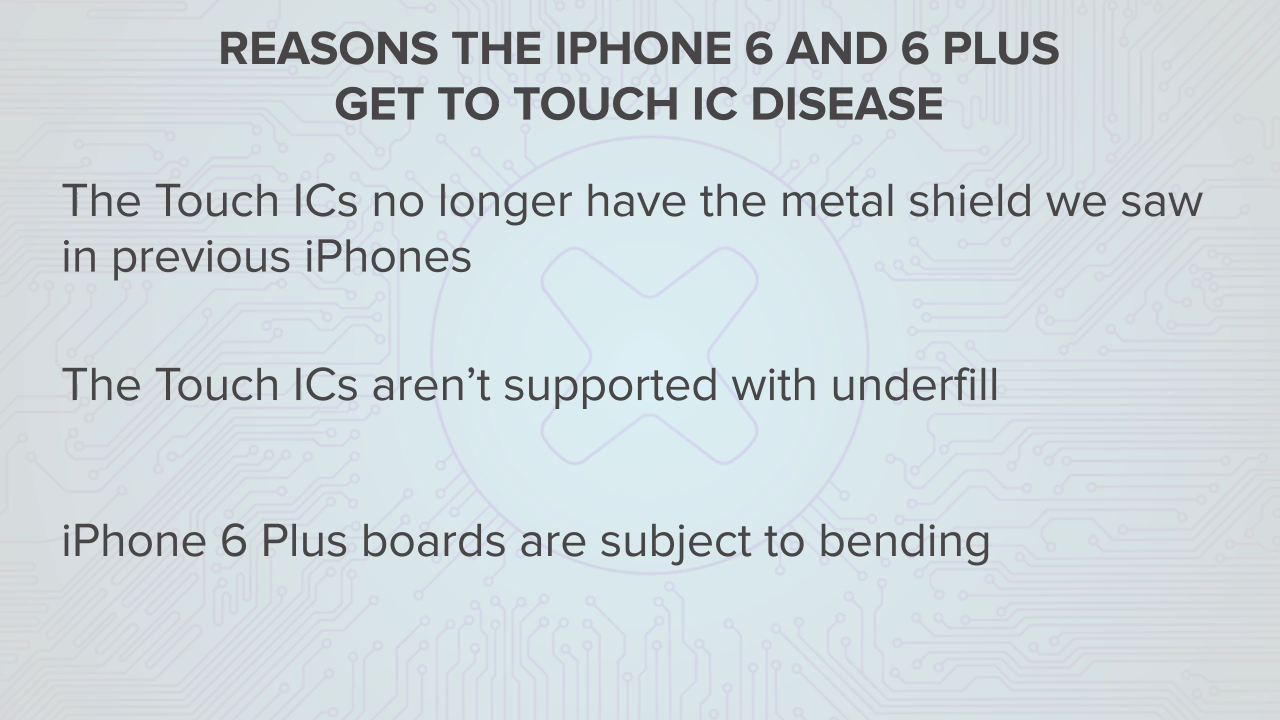 REASONS THE IPHONE 6 AND 6 PLUS
GET TO TOUCH IC DISEASE
The Touch ICs no longer have the metal shield we saw
in previous iPhones
The Touch ICs aren’t supported with underfill
iPhone 6 Plus boards are subject to bending